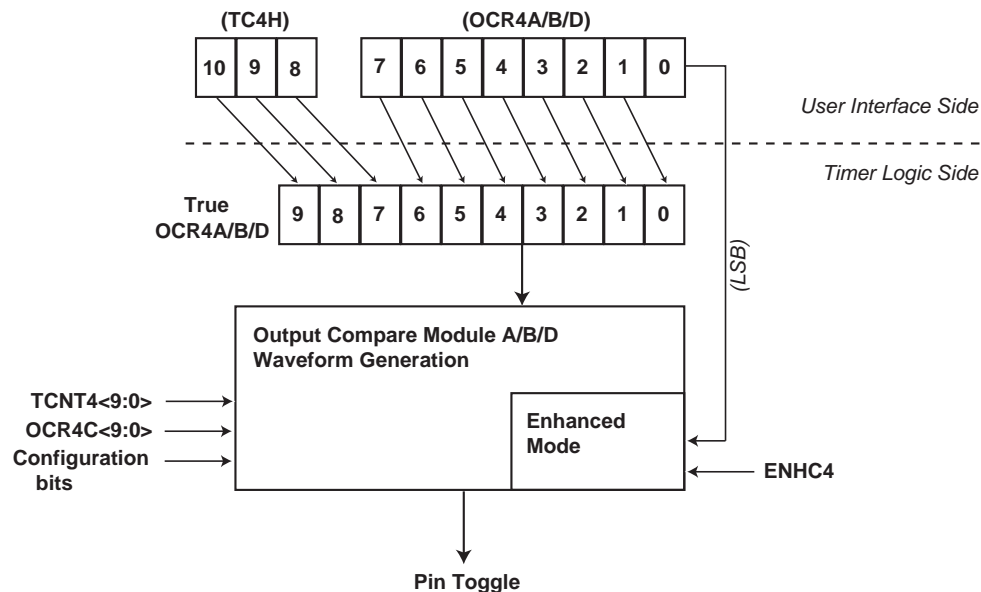 (TC4H) (OCR4A/B/D)
10 9 8 7 6 5 4 3 2 1 0
User Interface Side
Timer Logic Side
True
OCR4A/B/D
9 8 7 6 5 4 3 2 1 0
(LSB)
Output Compare Module A/B/D
Waveform Generation
TCNT4<9:0>
OCR4C<9:0>
Configuration
bits
Enhanced
Mode
ENHC4
Pin Toggle